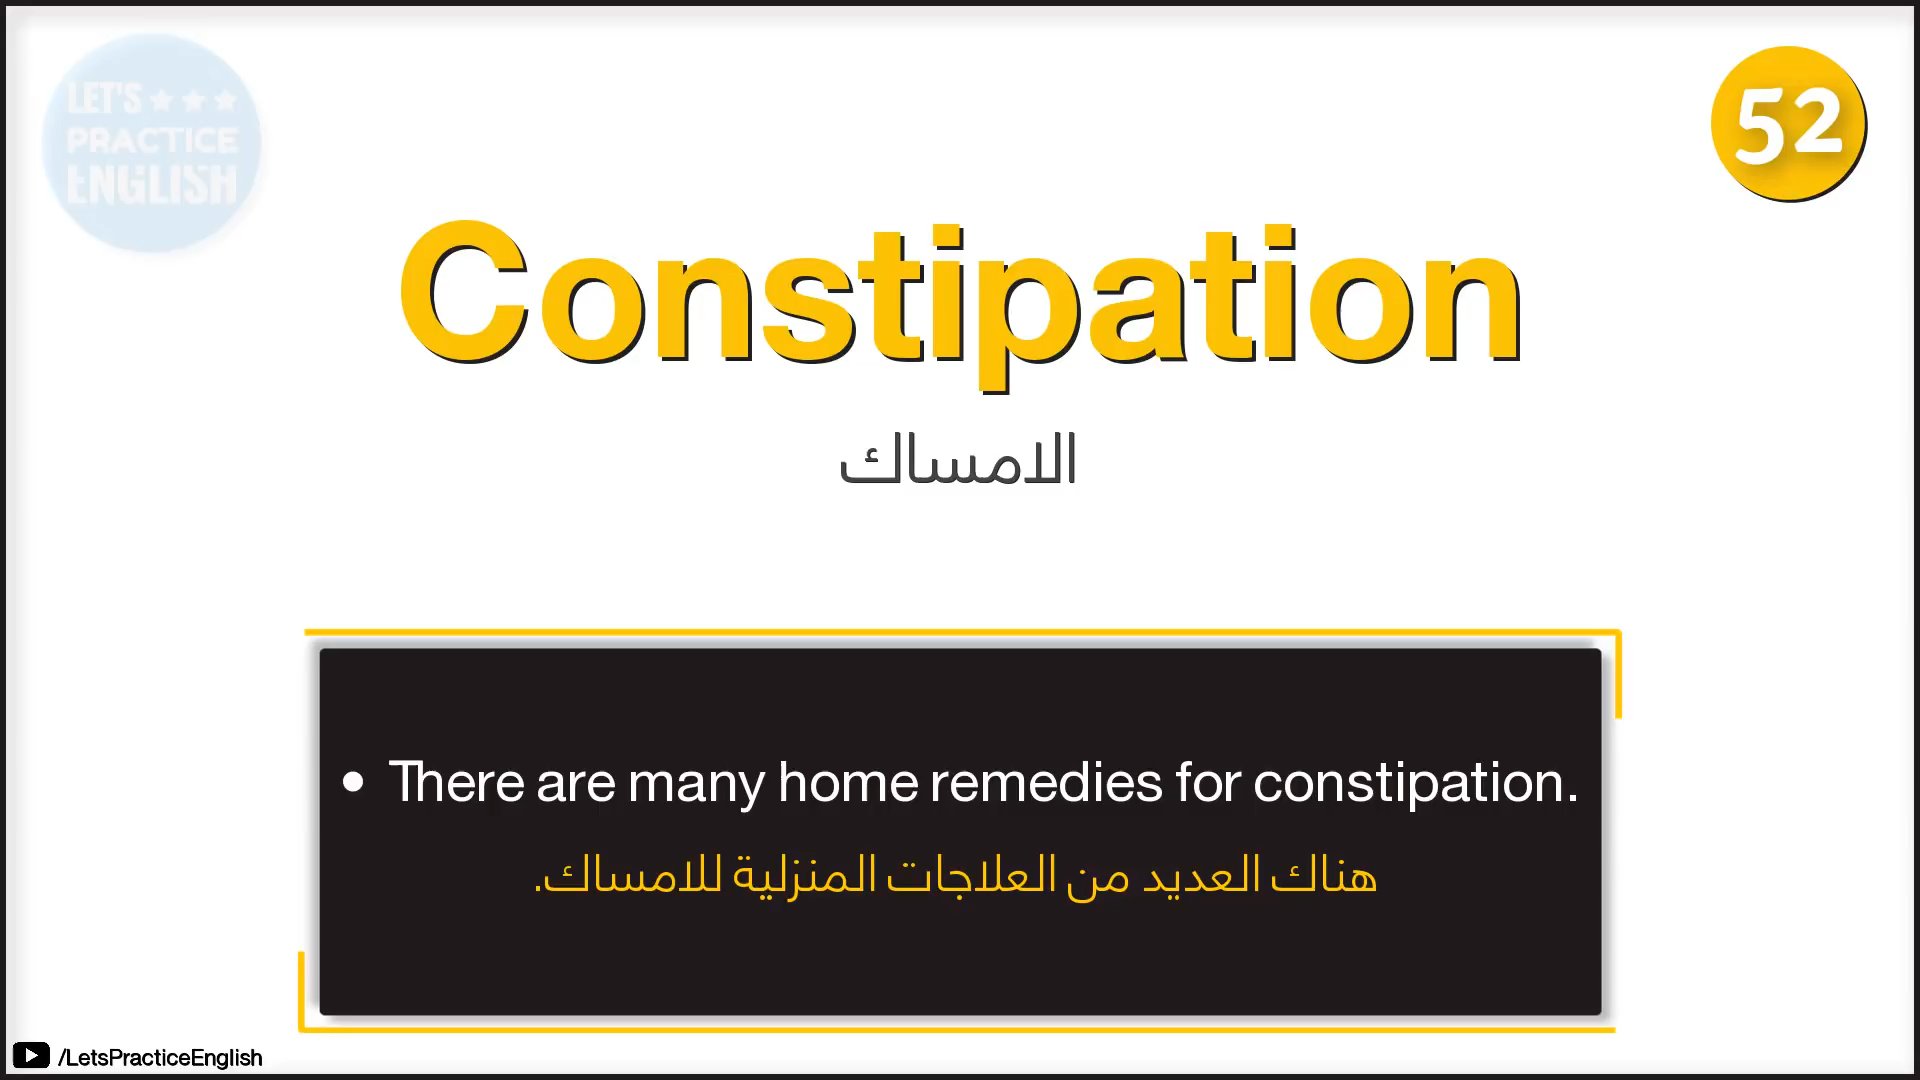 LET'S
PRACTICE
ENGLISH
52
Constipation
الامساك
• There are many home remedies for constipation.
هناك العديد من العلاجات المنزلية للامساك.
/LetsPracticeEnglish